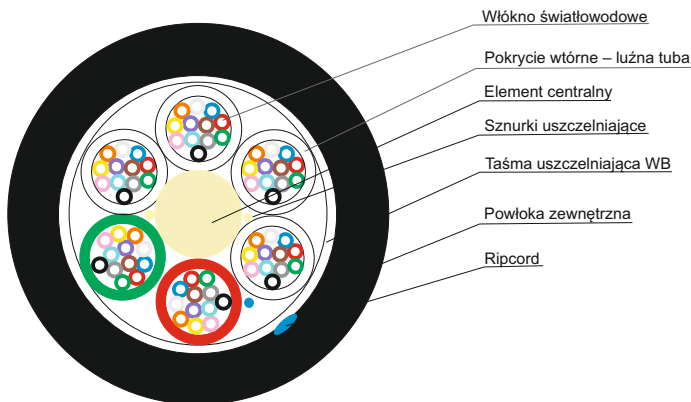 Włókno światłowodowe
Pokrycie wtórne – luźna tuba
Element centralny
Sznurki uszczelniające
Taśma uszczelniająca WB
Powłoka zewnętrzna
Ripcord